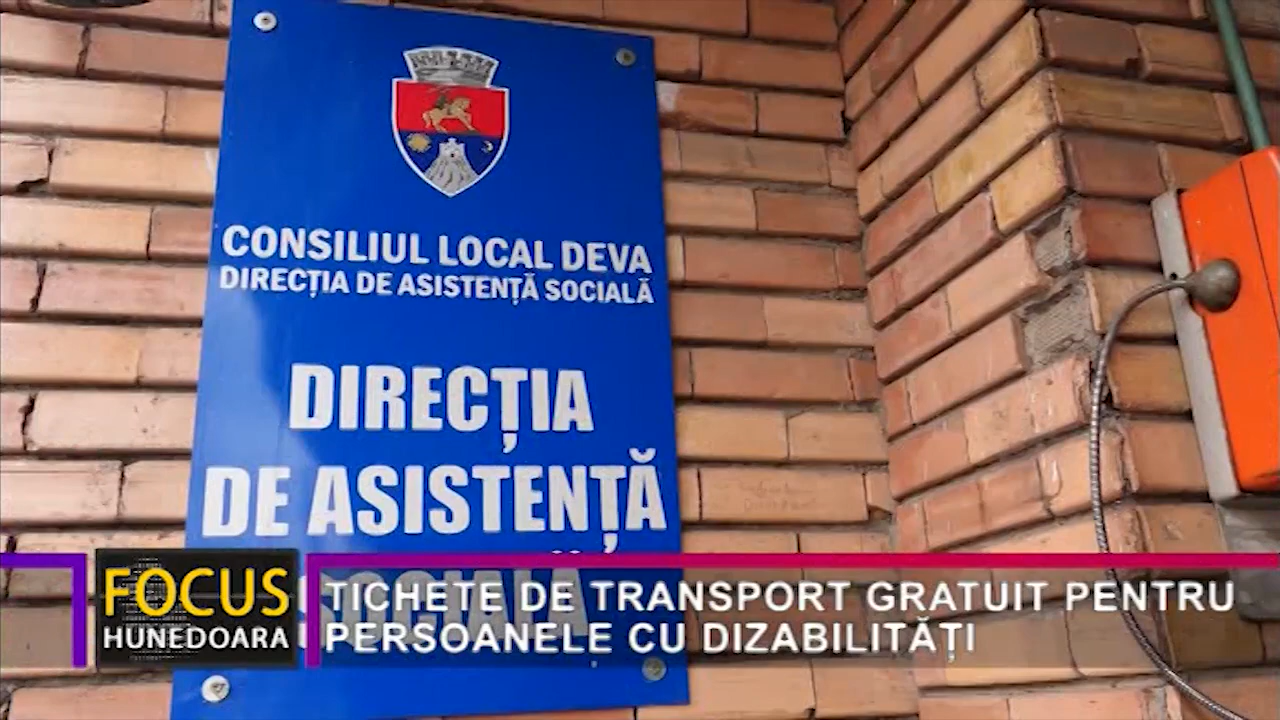 CONSILIUL LOCAL DEVA
DIRECȚIA DE ASISTENȚĂ SOCIALĂ
DIRECȚIA
DE ASISTENȚĂ
SOCIALĂ
FOCUS
HUNEDOARA
TICHETE DE TRANSPORT GRATUIT PENTRU
PERSOANELE CU DIZABILITĂȚI